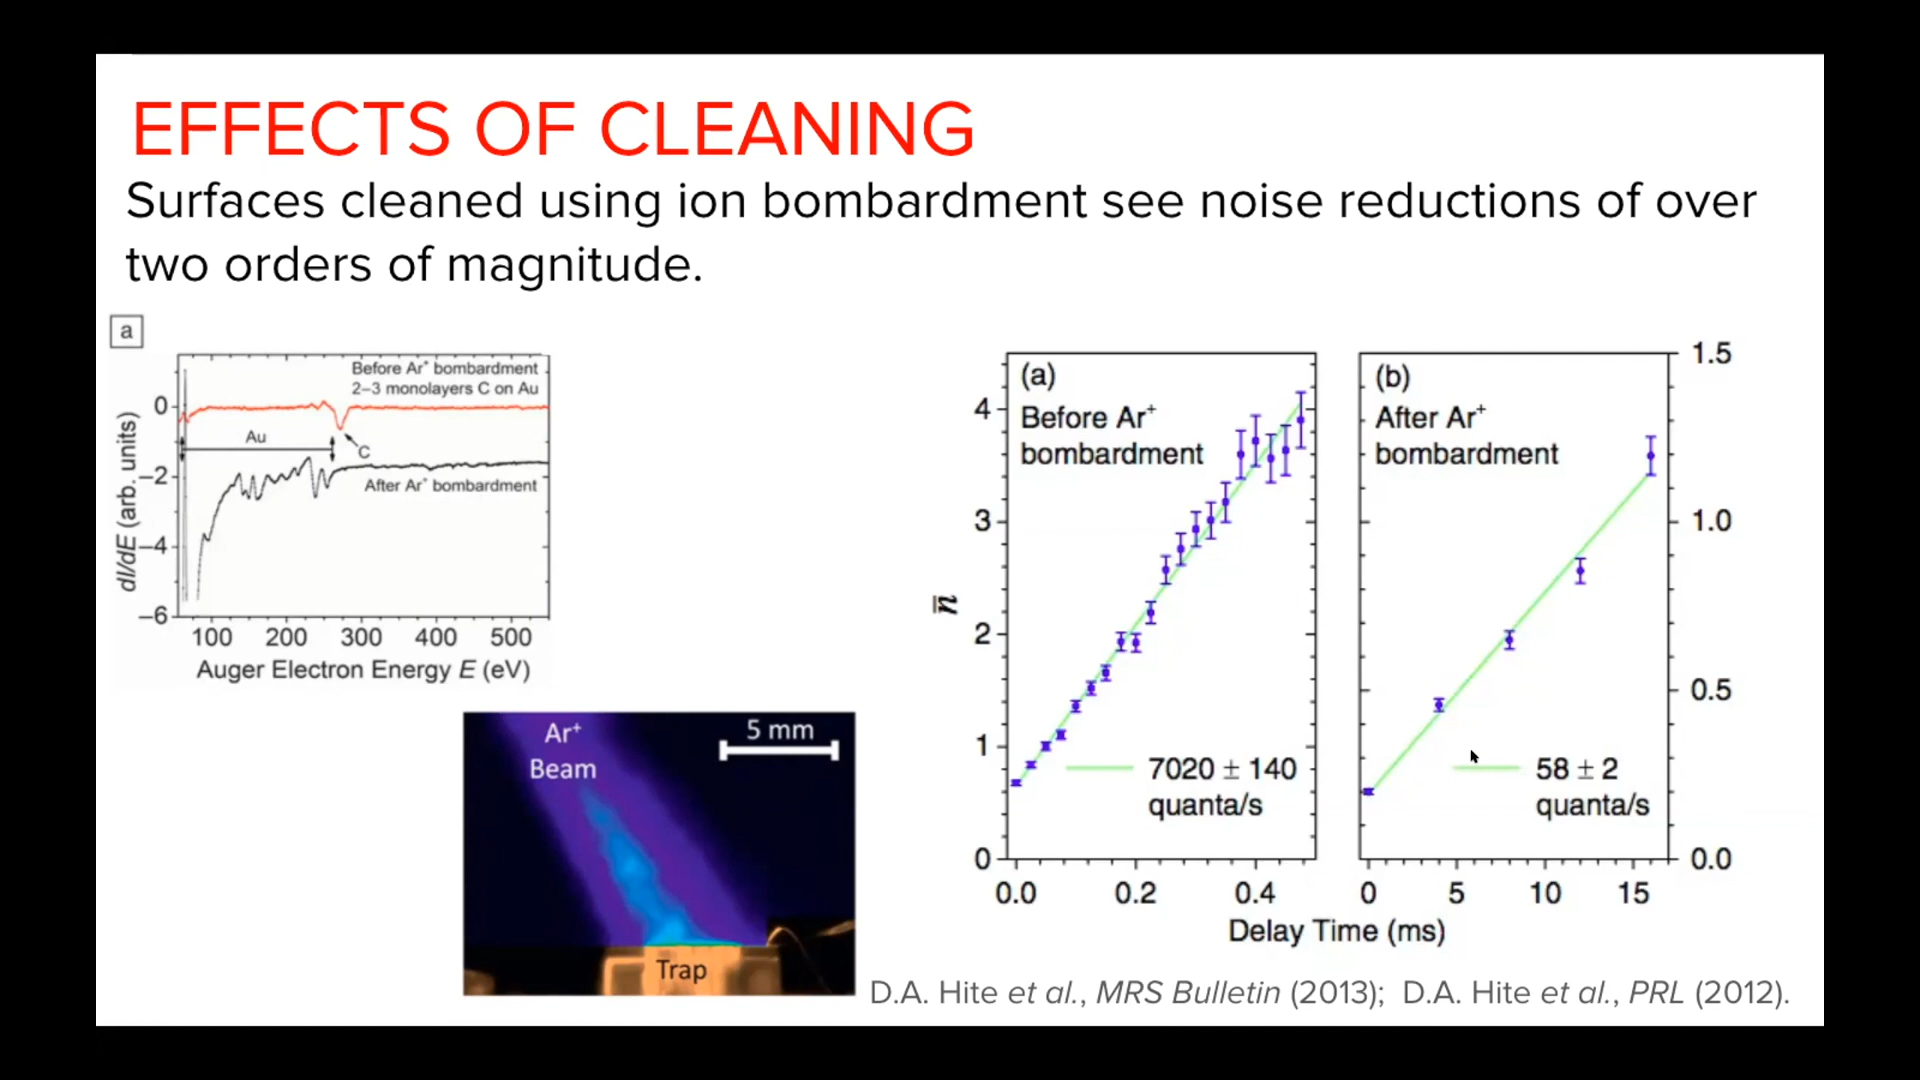 EFFECTS OF CLEANING
Surfaces cleaned using ion bombardment see noise reductions of over
two orders of magnitude.
a
Before Ar⁺ bombardment
2–3 monolayers C on Au
Au
C
After Ar⁺ bombardment
0
–2
–4
–6
dI/dE (arb. units)
100 200 300 400 500
Auger Electron Energy E (eV)
Ar⁺
Beam
5 mm
Trap
(a)
Before Ar⁺
bombardment
4
3
2
1
0
n̅
7020 ± 140
quanta/s
0.0 0.2 0.4
(b)
After Ar⁺
bombardment
1.5
1.0
0.5
0.0
58 ± 2
quanta/s
0 5 10 15
Delay Time (ms)
D.A. Hite et al., MRS Bulletin (2013); D.A. Hite et al., PRL (2012).